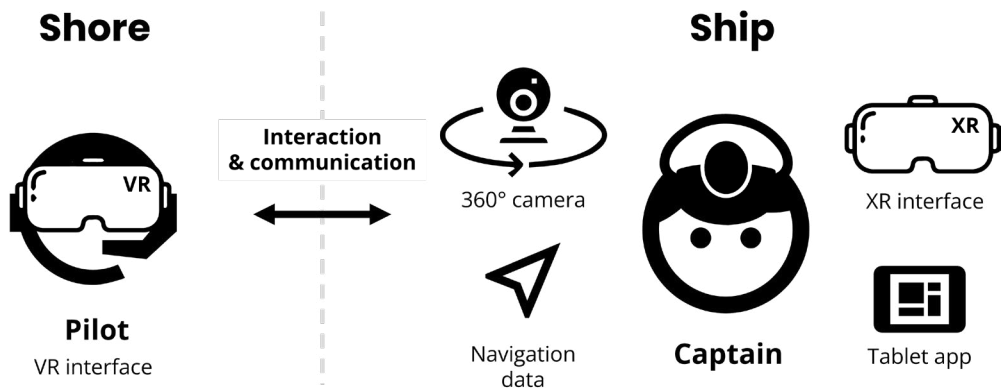 Shore
Ship
Interaction
& communication
VR
XR
360° camera
XR interface
Pilot
VR interface
Navigation
data
Captain
Tablet app